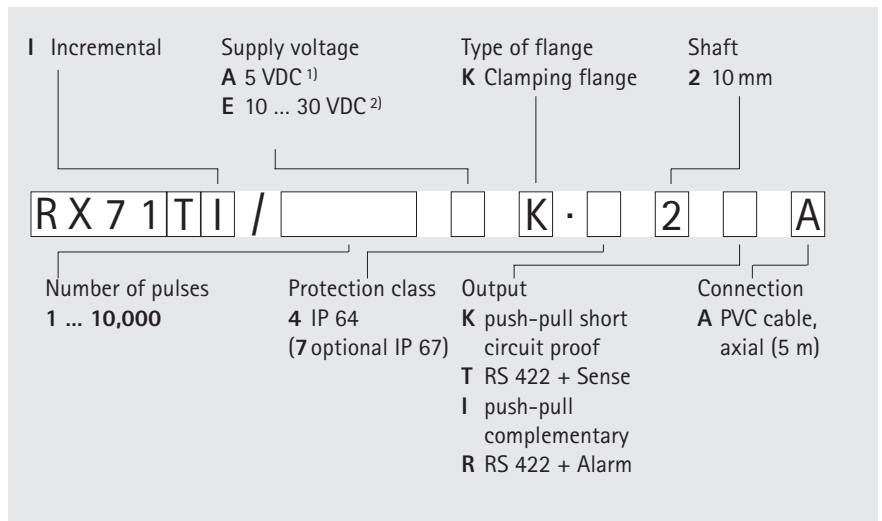 I Incremental
Supply voltage
A 5 VDC 1)
E 10 ... 30 VDC 2)
Type of flange
K Clamping flange
Shaft
2 10 mm
RX71TI/ K · 2 A
Number of pulses
1 ... 10,000
Protection class
4 IP 64
(7 optional IP 67)
Output
K push-pull short
circuit proof
T RS 422 + Sense
I push-pull
complementary
R RS 422 + Alarm
Connection
A PVC cable,
axial (5 m)